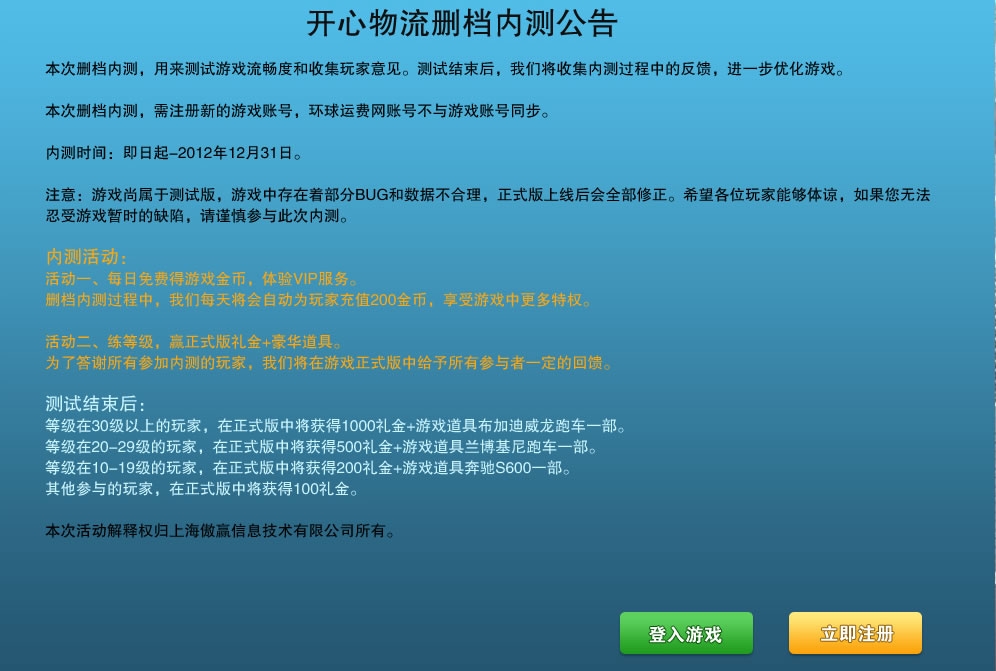 开心物流删档内测公告
本次删档内测，用来测试游戏流畅度和收集玩家意见。测试结束后，我们将收集内测过程中的反馈，进一步优化游戏。
本次删档内测，需注册新的游戏账号，环球运费网账号不与游戏账号同步。
内测时间：即日起-2012年12月31日。
注意：游戏尚属于测试版，游戏中存在着部分BUG和数据不合理，正式版上线后会全部修正。希望各位玩家能够体谅，如果您无法
忍受游戏暂时的缺陷，请谨慎参与此次内测。
内测活动：
活动一、每日免费得游戏金币，体验VIP服务。
删档内测过程中，我们每天将会自动为玩家充值200金币，享受游戏中更多特权。
活动二、练等级，赢正式版礼金+豪华道具。
为了答谢所有参加内测的玩家，我们将在游戏正式版中给予所有参与者一定的回馈。
测试结束后：
等级在30级以上的玩家，在正式版中将获得1000礼金+游戏道具布加迪威龙跑车一部。
等级在20-29级的玩家，在正式版中将获得500礼金+游戏道具兰博基尼跑车一部。
等级在10-19级的玩家，在正式版中将获得200礼金+游戏道具奔驰S600一部。
其他参与的玩家，在正式版中将获得100礼金。
本次活动解释权归上海傲赢信息技术有限公司所有。
登入游戏 立即注册